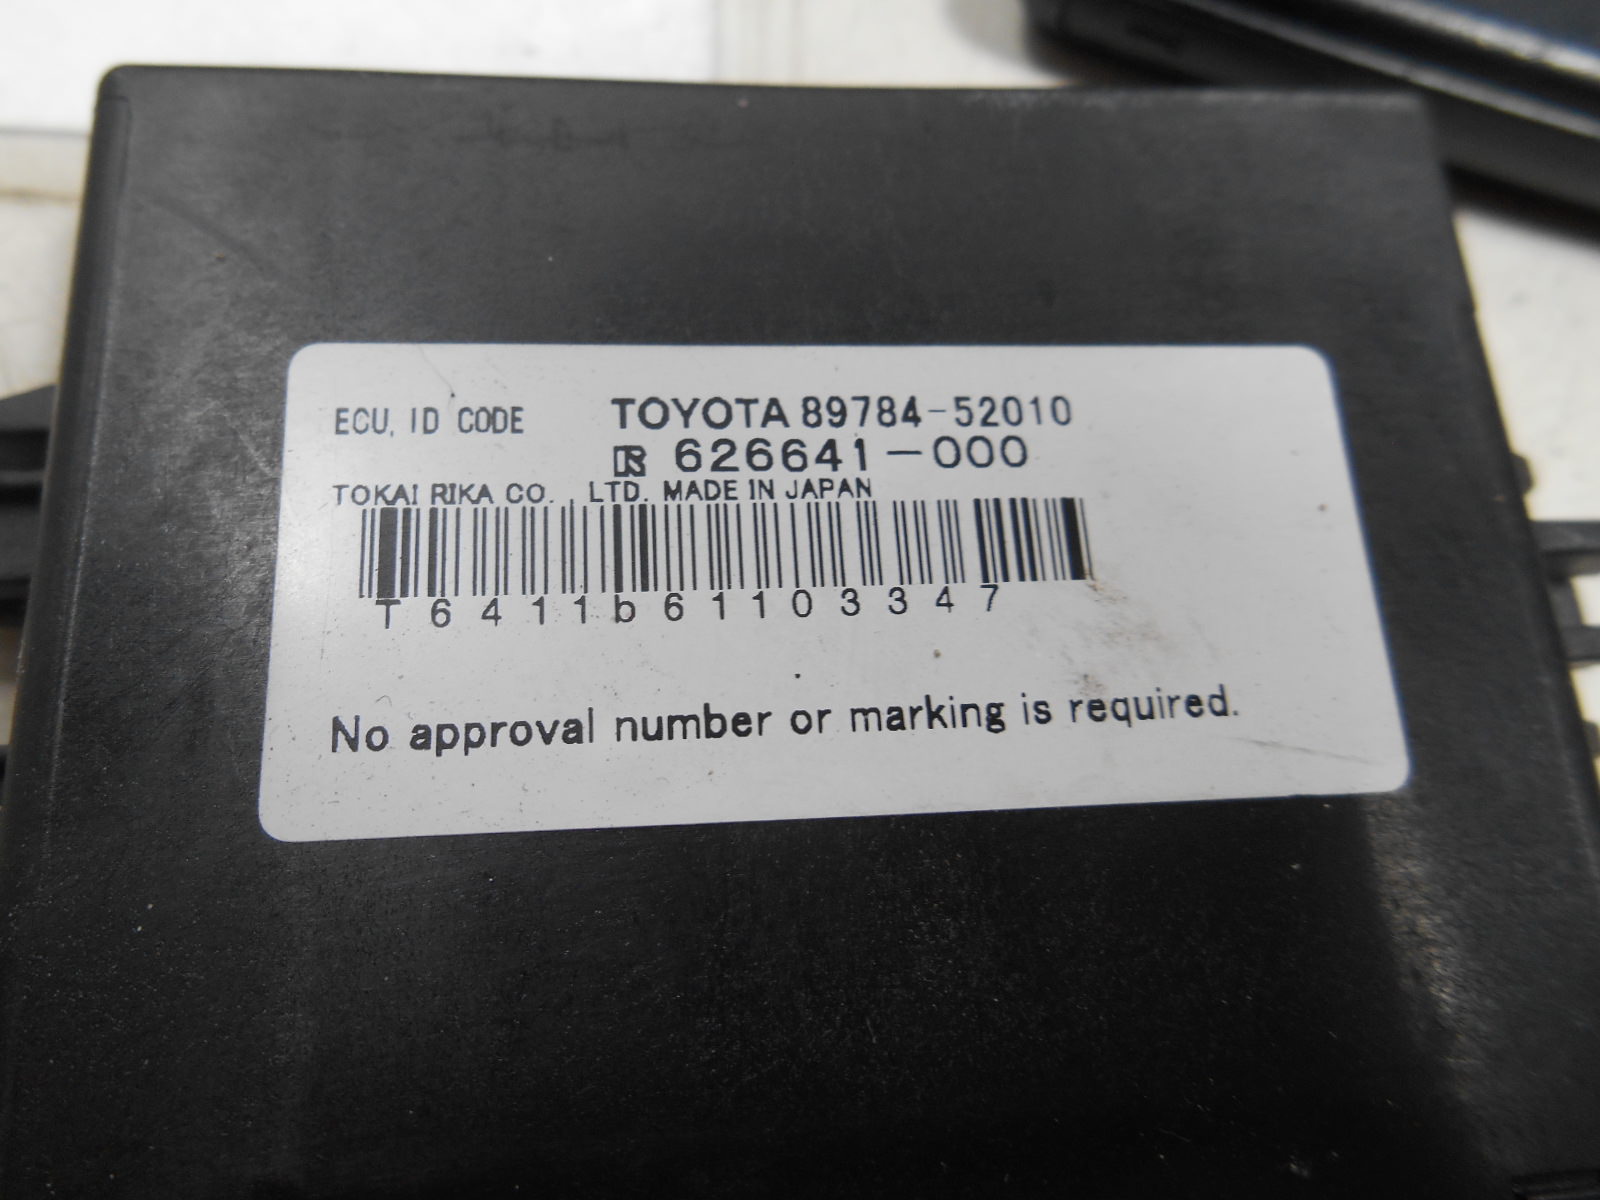 ECU, ID CODE TOYOTA 89784-52010
626641-000
TOKAI RIKA CO., LTD. MADE IN JAPAN
T6411b61103347
No approval number or marking is required.